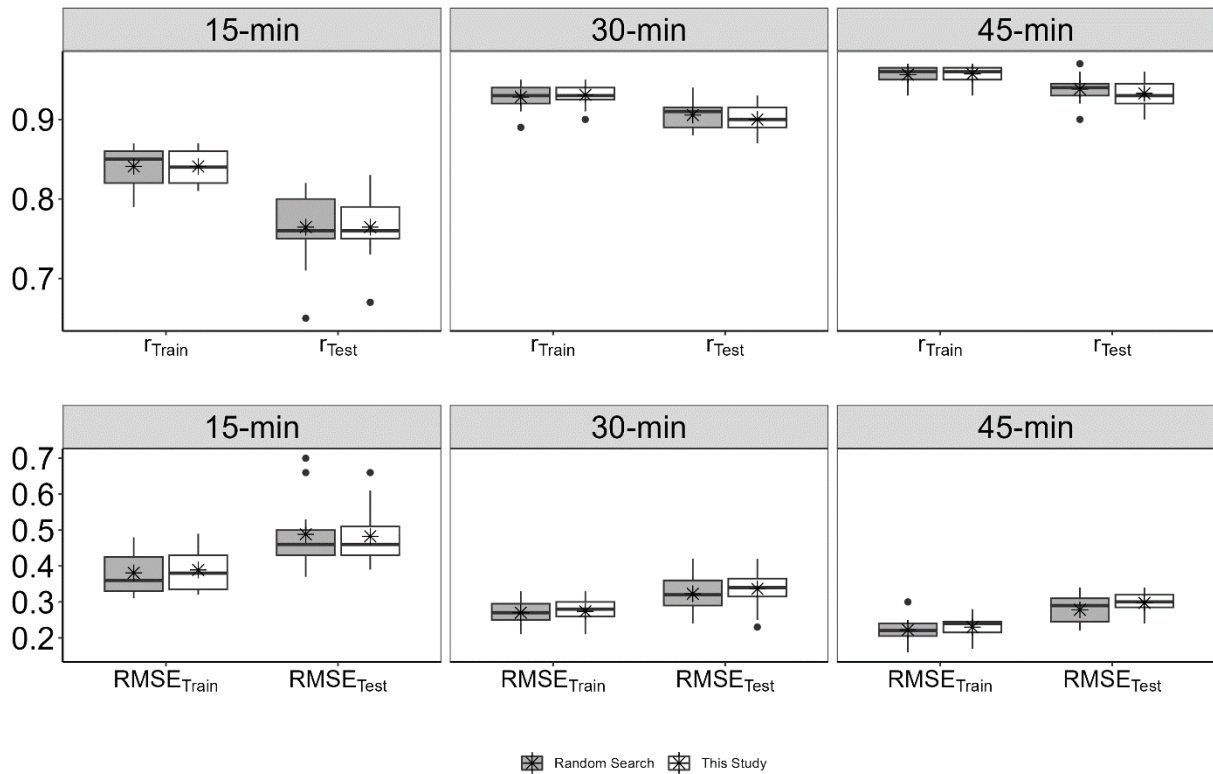 15-min 30-min 45-min
0.9
0.8
0.7
rTrain rTest rTrain rTest rTrain rTest
15-min 30-min 45-min
0.7
0.6
0.5
0.4
0.3
0.2
RMSETrain RMSETest RMSETrain RMSETest RMSETrain RMSETest
Random Search This Study